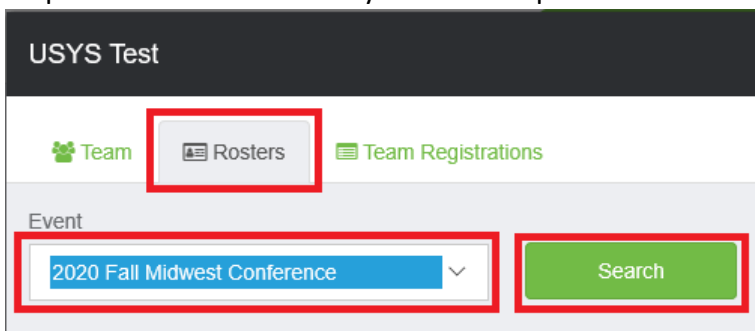 USYS Test
Team Rosters Team Registrations
Event
2020 Fall Midwest Conference Search